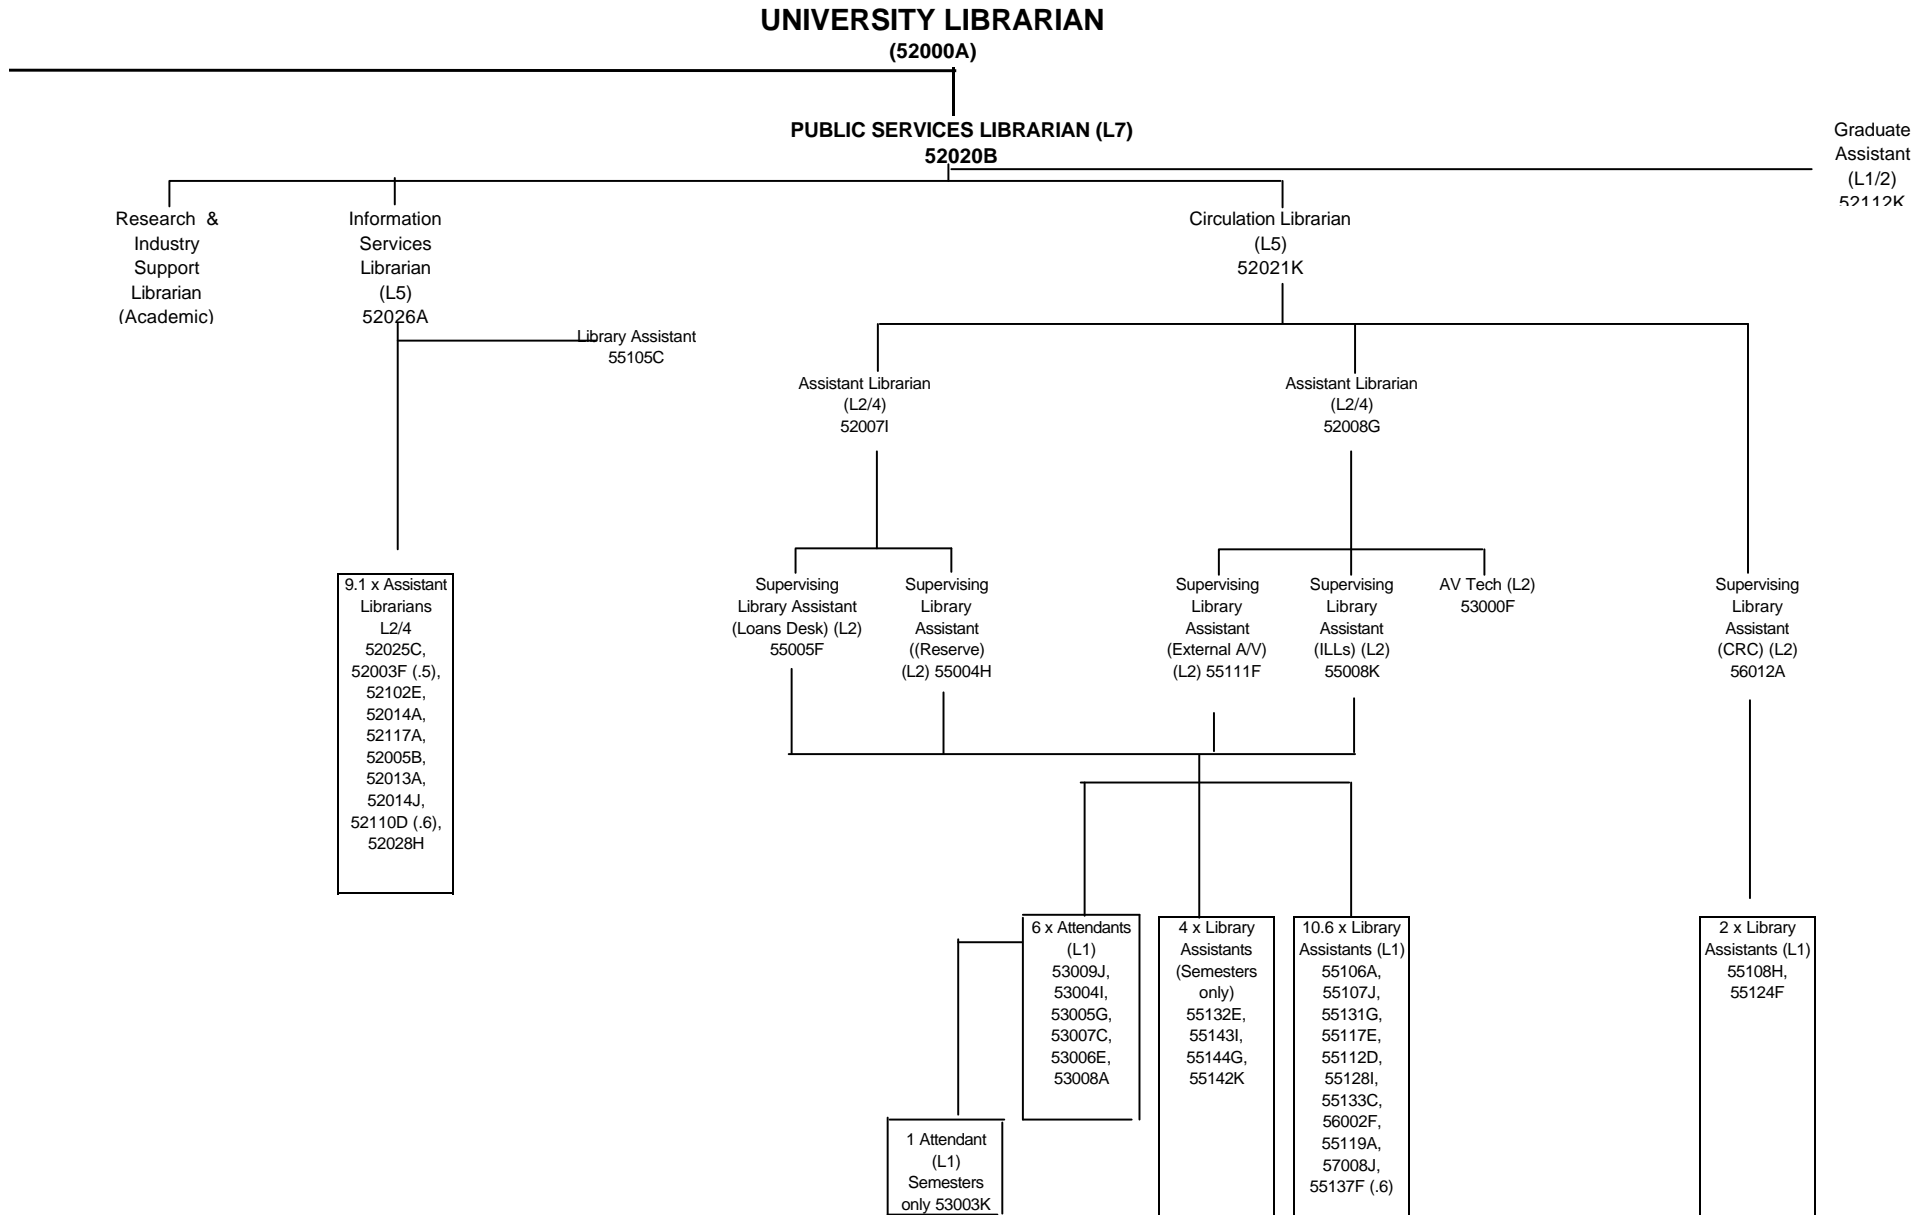 UNIVERSITY LIBRARIAN
(52000A)
PUBLIC SERVICES LIBRARIAN (L7)
52020B
Graduate
Assistant
(L1/2)
52112K
Research & 
Industry
Support
Librarian
(Academic)
Information
Services
Librarian
(L5)
52026A
Circulation Librarian
(L5)
52021K
Library Assistant
55105C
Assistant Librarian
(L2/4)
52007I
Assistant Librarian
(L2/4)
52008G
9.1 x Assistant
Librarians
L2/4
52025C,
52003F (.5),
52102E,
52014A,
52117A,
52005B,
52013A,
52014J,
52110D (.6),
52028H
Supervising
Library Assistant
(Loans Desk) (L2)
55005F
Supervising
Library
Assistant
((Reserve)
(L2) 55004H
Supervising
Library
Assistant
(External A/V)
(L2) 55111F
Supervising
Library
Assistant
(ILLs) (L2)
55008K
AV Tech (L2)
53000F
Supervising
Library
Assistant
(CRC) (L2)
56012A
6 x Attendants
(L1)
53009J,
53004I,
53005G,
53007C,
53006E,
53008A
4 x Library
Assistants
(Semesters
only)
55132E,
55143I,
55144G,
55142K
10.6 x Library
Assistants (L1)
55106A,
55107J,
55131G,
55117E,
55112D,
55128I,
55133C,
56002F,
55119A,
57008J,
55137F (.6)
2 x Library
Assistants (L1)
55108H,
55124F
1 Attendant
(L1)
Semesters
only 53003K